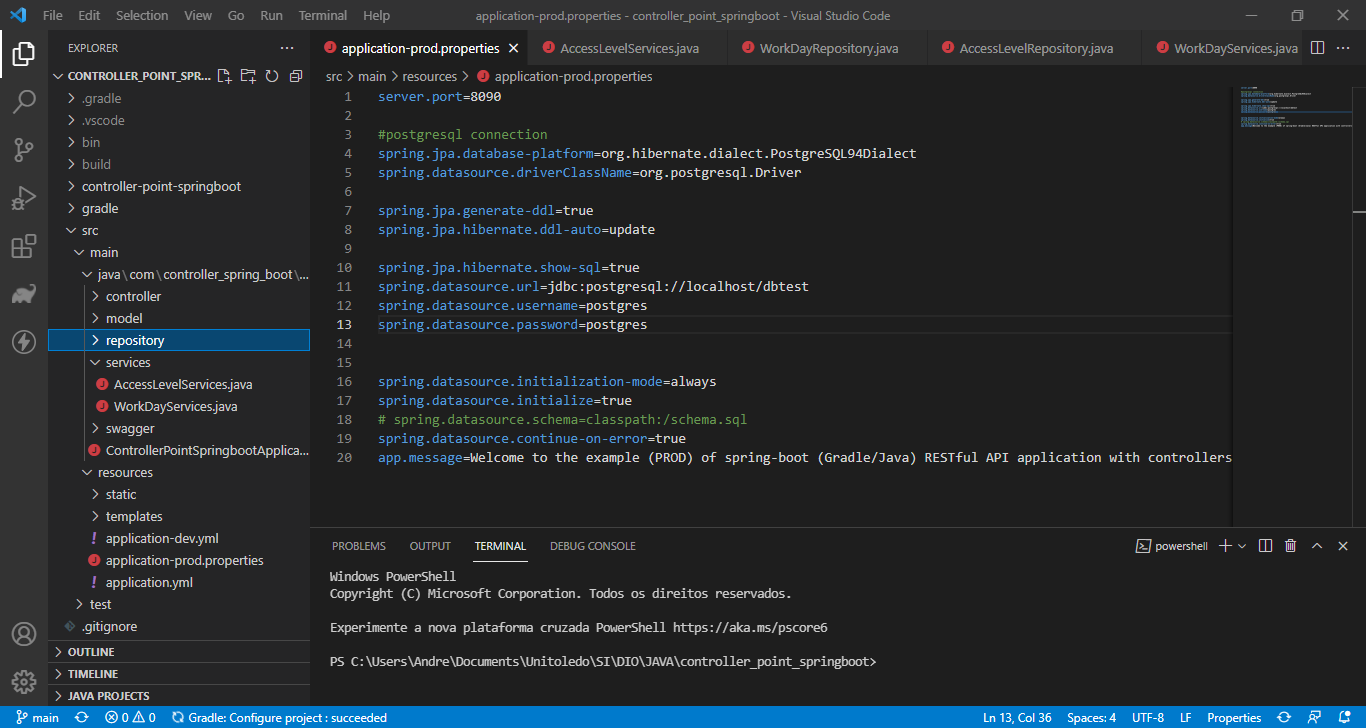 File Edit Selection View Go Run Terminal Help
application-prod.properties - controller_point_springboot - Visual Studio Code
EXPLORER
CONTROLLER_POINT_SPR...
.gradle
.vscode
bin
build
controller-point-springboot
gradle
src
main
java\com\controller_spring_boot\...
controller
model
repository
services
AccessLevelServices.java
WorkDayServices.java
swagger
ControllerPointSpringbootApplica...
resources
static
templates
! application-dev.yml
application-prod.properties
! application.yml
test
.gitignore
OUTLINE
TIMELINE
JAVA PROJECTS
application-prod.properties AccessLevelServices.java WorkDayRepository.java AccessLevelRepository.java WorkDayServices.java
src > main > resources > application-prod.properties
1 server.port=8090
2
3 #postgresql connection
4 spring.jpa.database-platform=org.hibernate.dialect.PostgreSQL94Dialect
5 spring.datasource.driverClassName=org.postgresql.Driver
6
7 spring.jpa.generate-ddl=true
8 spring.jpa.hibernate.ddl-auto=update
9
10 spring.jpa.hibernate.show-sql=true
11 spring.datasource.url=jdbc:postgresql://localhost/dbtest
12 spring.datasource.username=postgres
13 spring.datasource.password=postgres
14
15
16 spring.datasource.initialization-mode=always
17 spring.datasource.initialize=true
18 # spring.datasource.schema=classpath:/schema.sql
19 spring.datasource.continue-on-error=true
20 app.message=Welcome to the example (PROD) of spring-boot (Gradle/Java) RESTful API application with controllers
PROBLEMS OUTPUT TERMINAL DEBUG CONSOLE
powershell
Windows PowerShell
Copyright (C) Microsoft Corporation. Todos os direitos reservados.
Experimente a nova plataforma cruzada PowerShell https://aka.ms/pscore6
PS C:\Users\Andre\Documents\Unitoledo\SI\DIO\JAVA\controller_point_springboot>
main 0 0 Gradle: Configure project : succeeded
Ln 13, Col 36 Spaces: 4 UTF-8 LF Properties